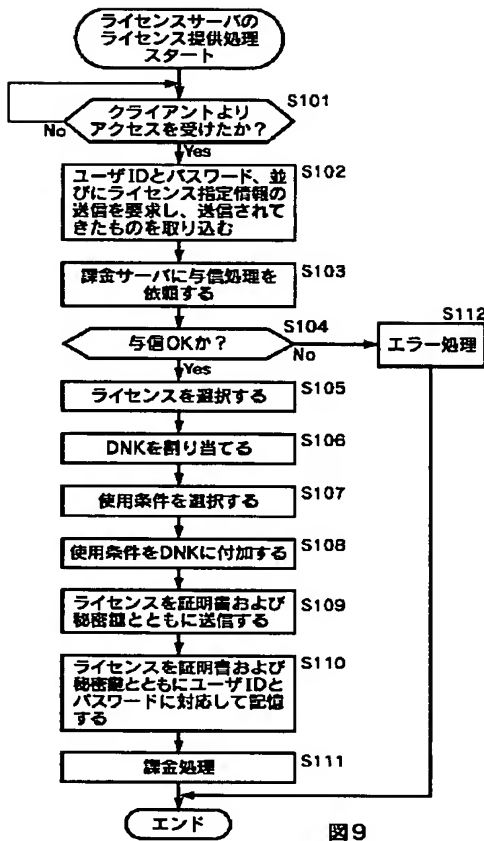 ライセンスサーバの
ライセンス提供処理
スタート
S101
クライアントより
アクセスを受けたか？
No
Yes
S102
ユーザIDとパスワード、並
びにライセンス指定情報の
送信を要求し、送信されて
きたものを取り込む
S103
課金サーバに与信処理を
依頼する
S104
与信OKか？
No
Yes
S112
エラー処理
S105
ライセンスを選択する
S106
DNKを割り当てる
S107
使用条件を選択する
S108
使用条件をDNKに付加する
S109
ライセンスを証明書および
秘密鍵とともに送信する
S110
ライセンスを証明書および
秘密鍵とともにユーザIDと
パスワードに対応して記憶
する
S111
課金処理
エンド
図9